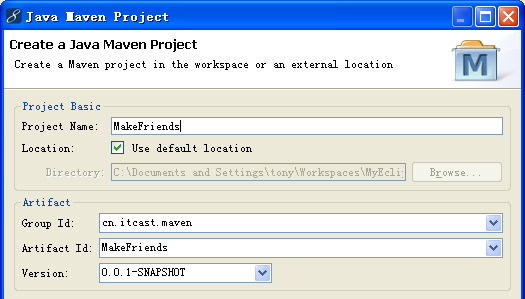 Java Maven Project
Create a Java Maven Project
Create a Maven project in the workspace or an external location
M
Project Basic
Project Name: MakeFriends
Location: Use default location
Directory: C:\Documents and Settings\tony\Workspaces\MyEcli Browse...
Artifact
Group Id: cn.itcast.maven
Artifact Id: MakeFriends
Version: 0.0.1-SNAPSHOT